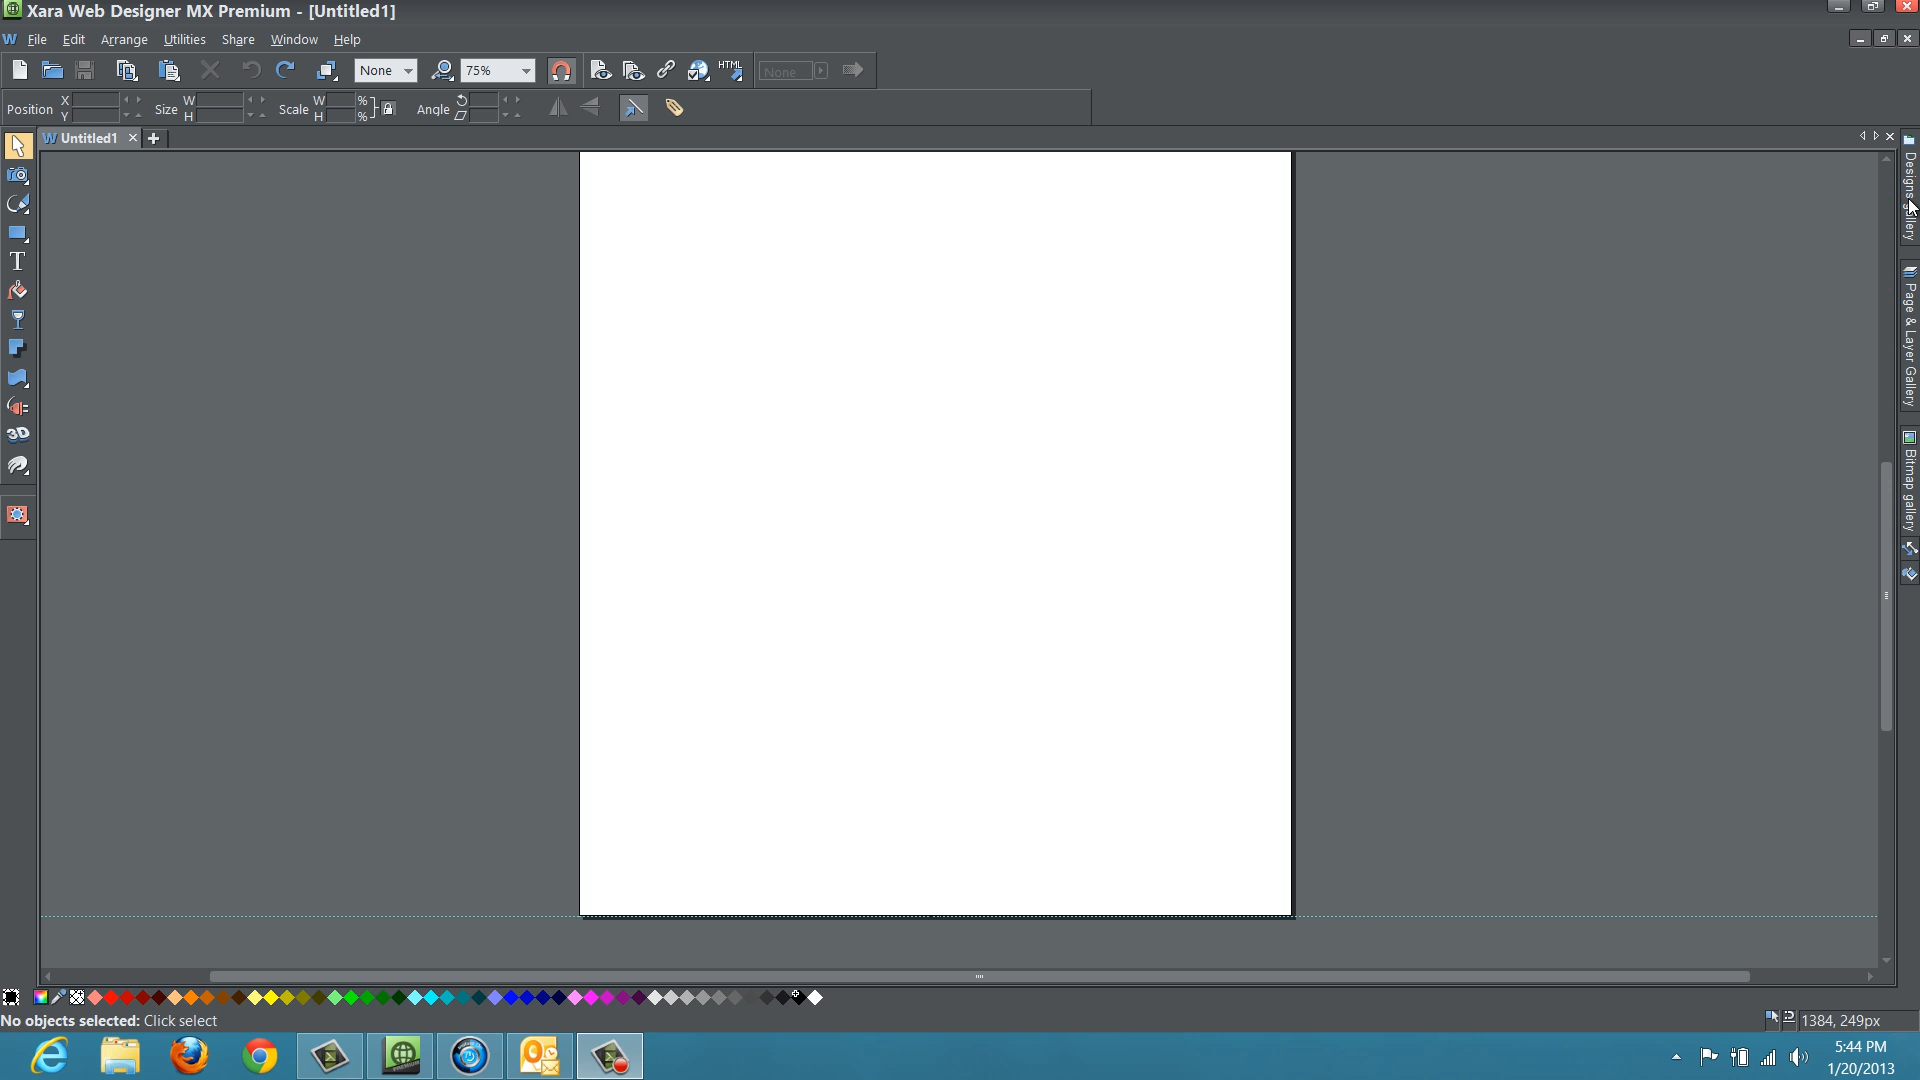 Xara Web Designer MX Premium - [Untitled1]
W File Edit Arrange Utilities Share Window Help
None 75% HTML None
Position X Y Size W H Scale W H % % Angle
W Untitled1
Designs gallery
Page & Layer Gallery
Bitmap gallery
T
3D
No objects selected: Click select
1384, 249px
5:44 PM
1/20/2013